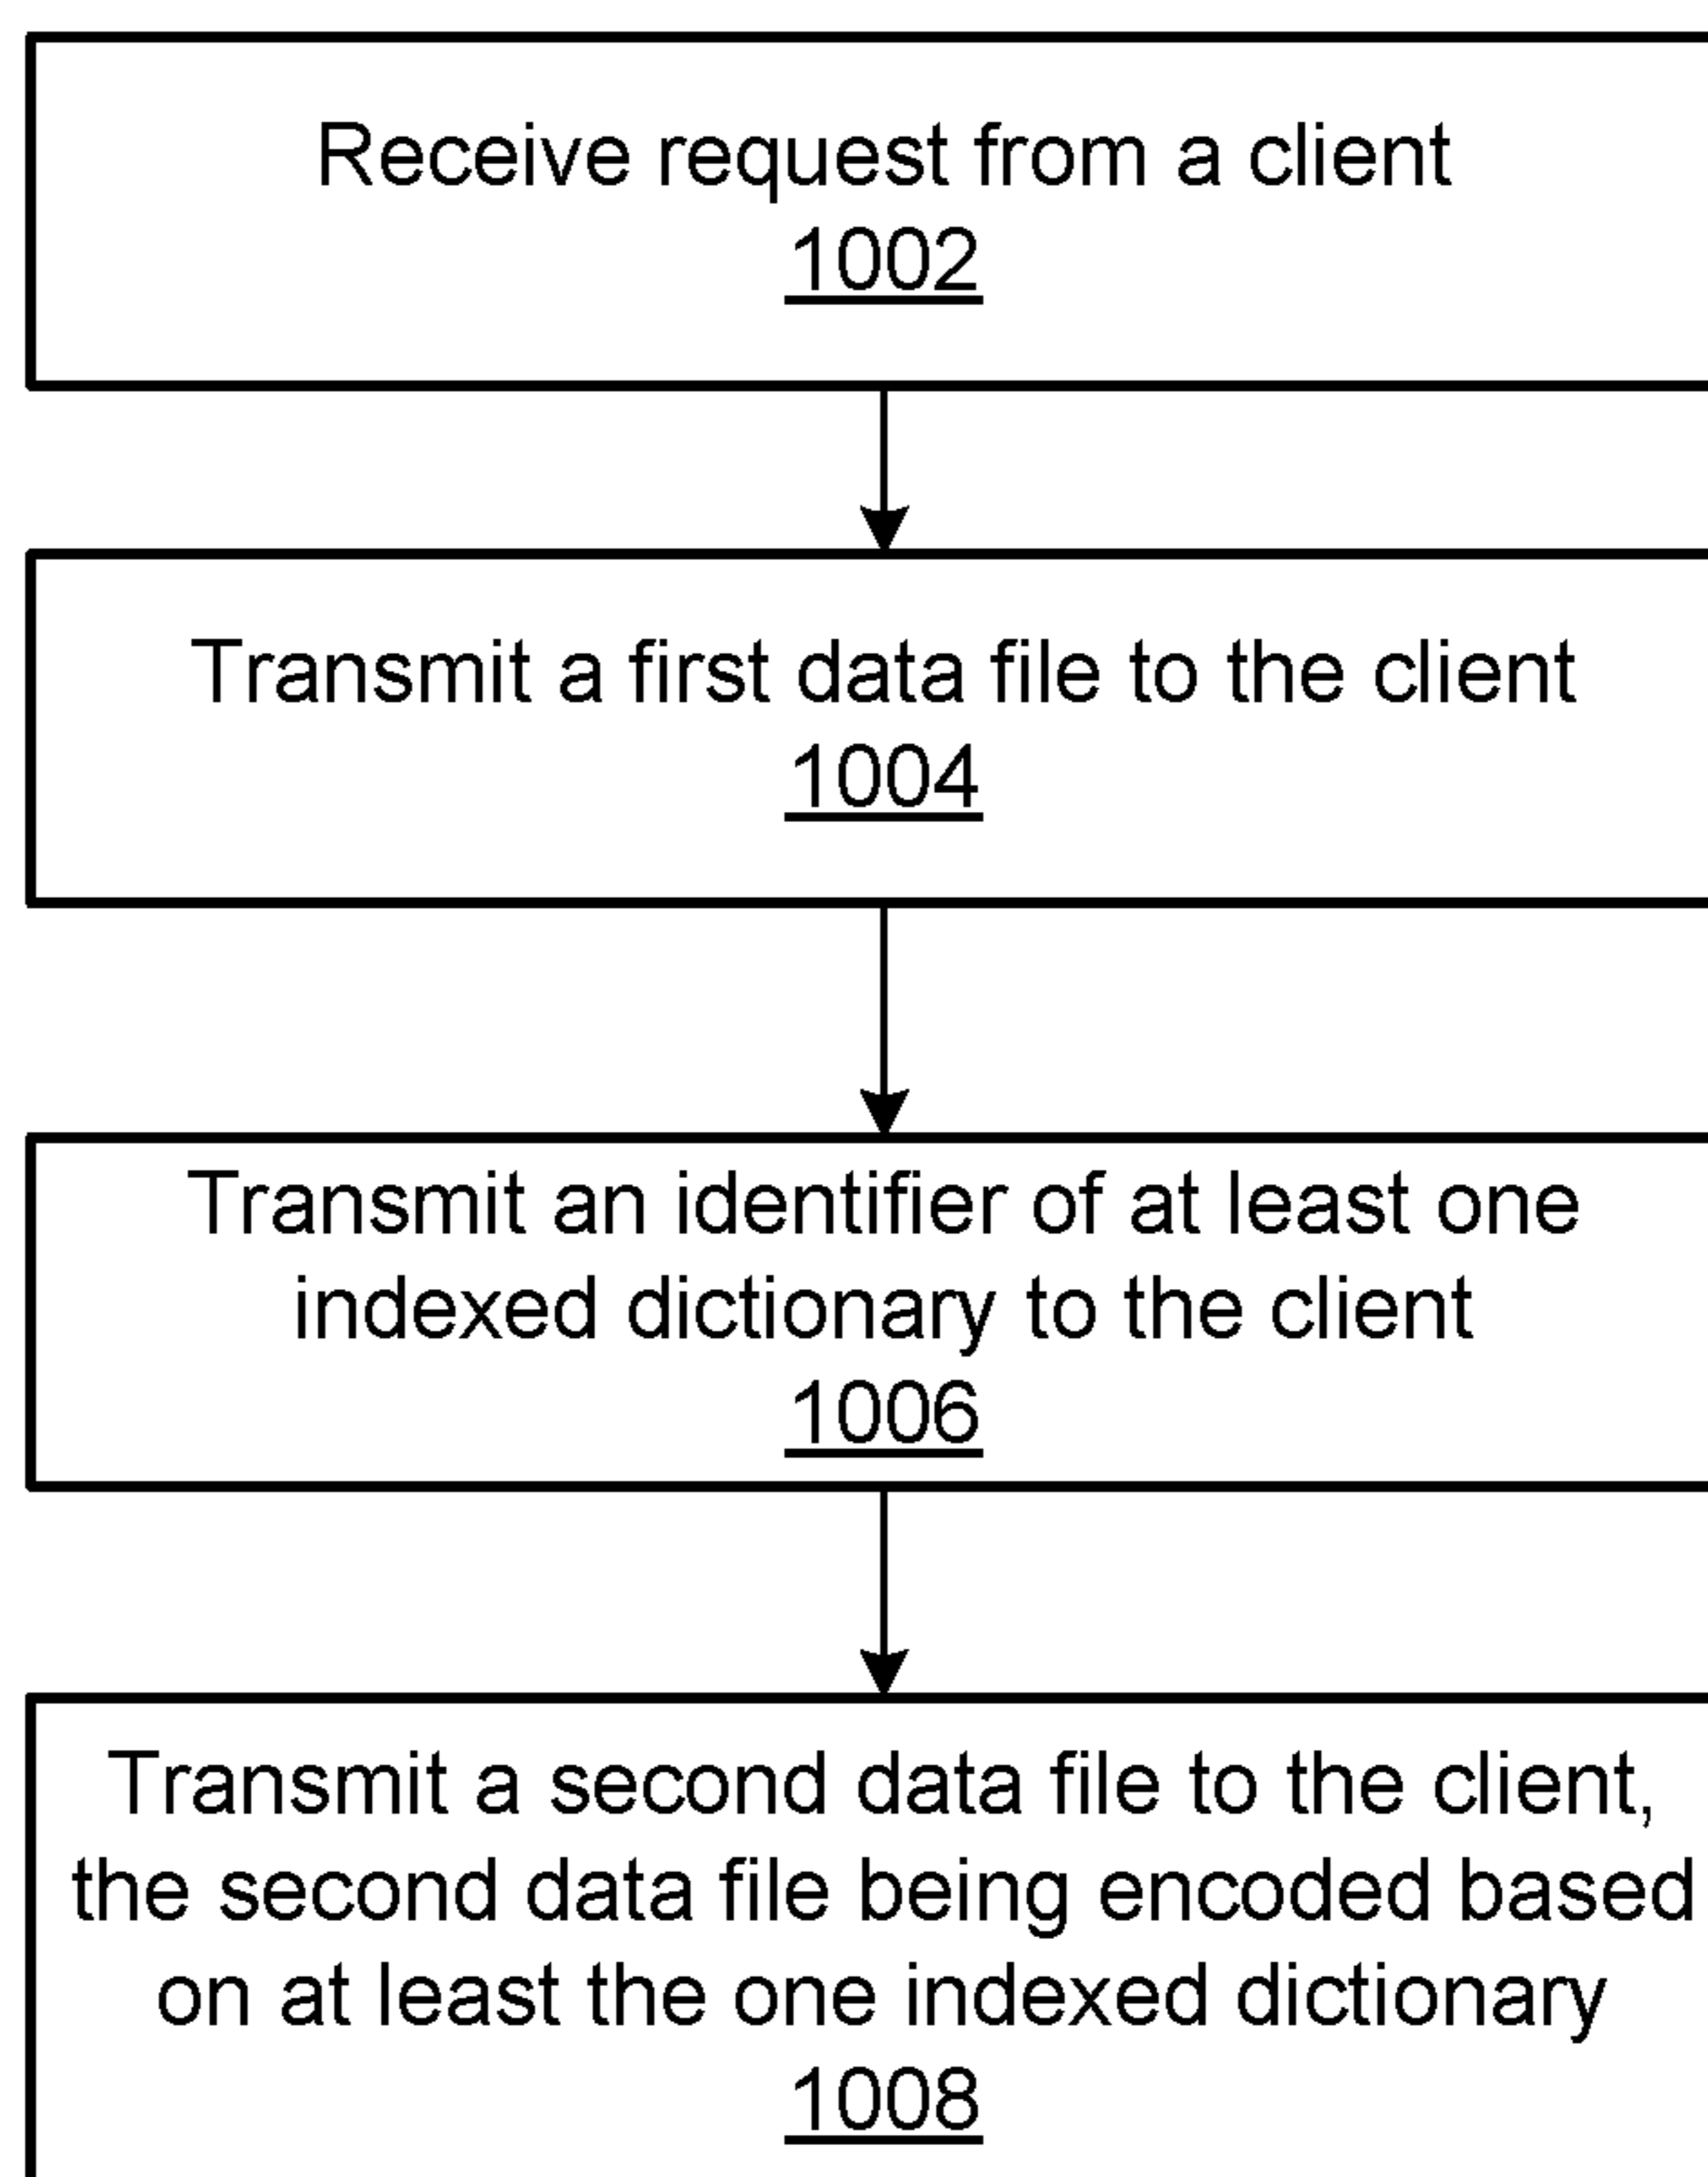 Receive request from a client
1002
Transmit a first data file to the client
1004
Transmit an identifier of at least one
indexed dictionary to the client
1006
Transmit a second data file to the client,
the second data file being encoded based
on at least the one indexed dictionary
1008